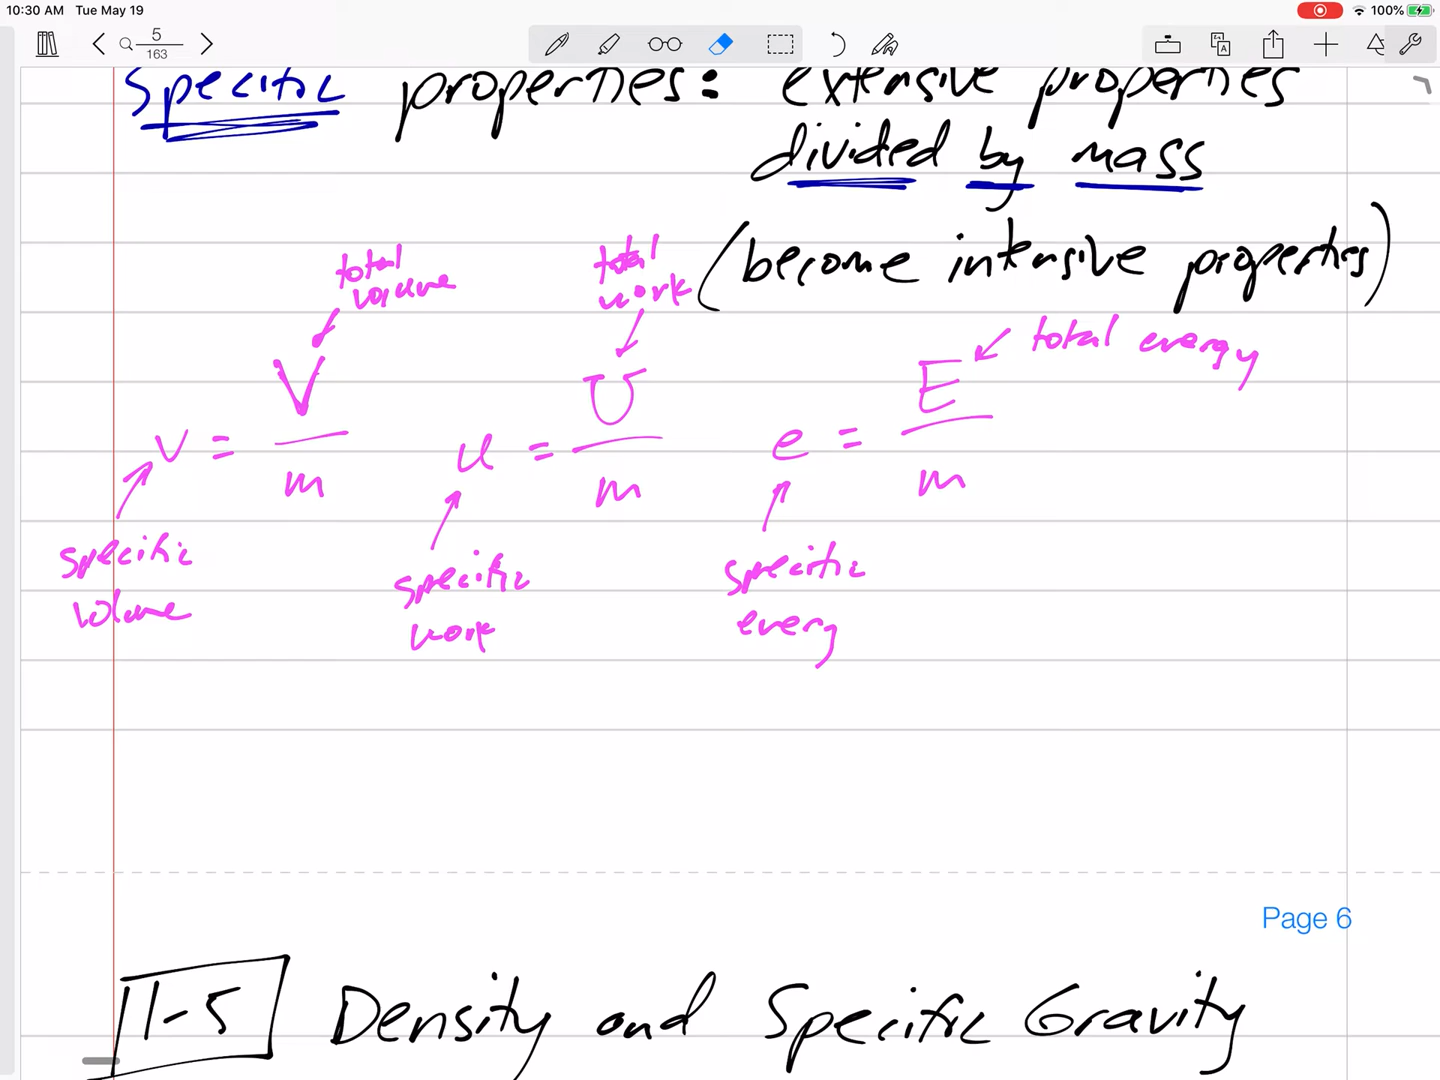 10:30 AM Tue May 19
100%
5
163
specific properties: extensive properties
divided by mass
(become intensive properties)
total
volume
total
work
total energy
v = V/m
u = U/m
e = E/m
specific
volume
specific
work
specific
energ
Page 6
1-5 Density and Specific Gravity